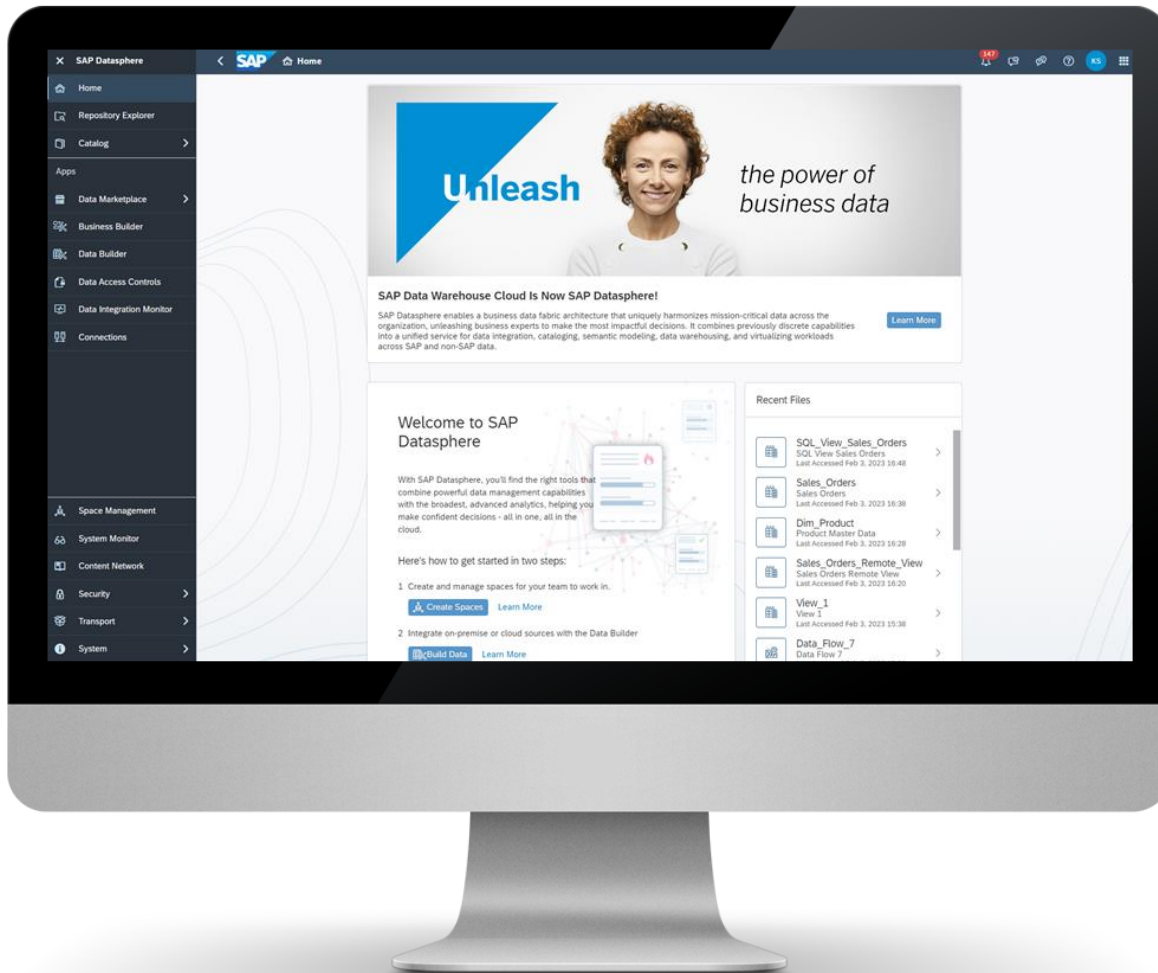 SAP Datasphere
SAP
Home
147
KS
Home
Repository Explorer
Catalog
Apps
Data Marketplace
Business Builder
Data Builder
Data Access Controls
Data Integration Monitor
Connections
Space Management
System Monitor
Content Network
Security
Transport
System
Unleash
the power of
business data
SAP Data Warehouse Cloud Is Now SAP Datasphere!
SAP Datasphere enables a business data fabric architecture that uniquely harmonizes mission-critical data across the
organization, unleashing business experts to make the most impactful decisions. It combines previously discrete capabilities
into a unified service for data integration, cataloging, semantic modeling, data warehousing, and virtualizing workloads
across SAP and non-SAP data.
Learn More
Welcome to SAP
Datasphere
With SAP Datasphere, you'll find the right tools that
combine powerful data management capabilities
with the broadest, advanced analytics, helping you
make confident decisions - all in one, all in the
cloud.
Here's how to get started in two steps:
1 Create and manage spaces for your team to work in.
Create Spaces Learn More
2 Integrate on-premise or cloud sources with the Data Builder
Build Data Learn More
Recent Files
SQL_View_Sales_Orders
SQL View Sales Orders
Last Accessed Feb 3, 2023 16:48
Sales_Orders
Sales Orders
Last Accessed Feb 3, 2023 16:38
Dim_Product
Product Master Data
Last Accessed Feb 3, 2023 16:28
Sales_Orders_Remote_View
Sales Orders Remote View
Last Accessed Feb 3, 2023 16:20
View_1
View 1
Last Accessed Feb 3, 2023 15:38
Data_Flow_7
Data Flow 7